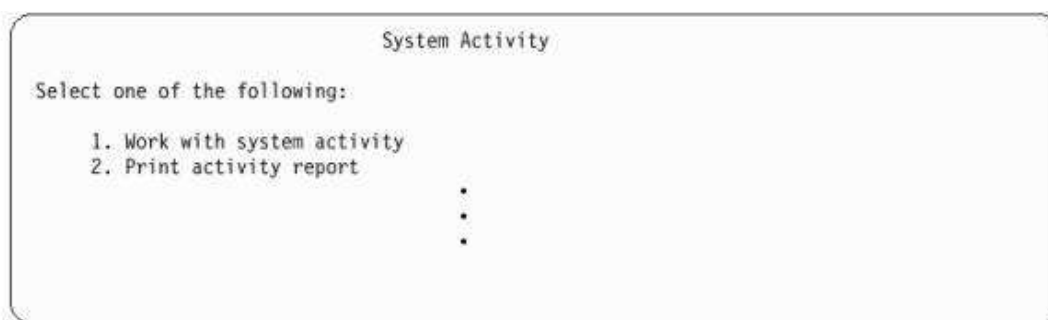 System Activity
Select one of the following:
1. Work with system activity
2. Print activity report